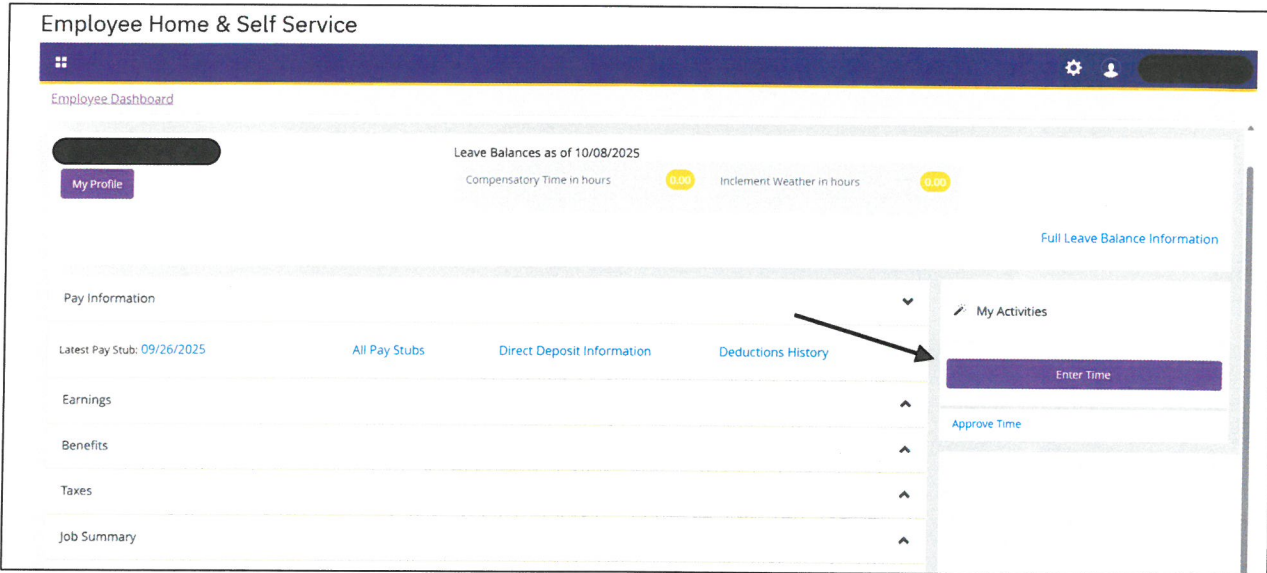 Employee Home & Self Service
Employee Dashboard
Leave Balances as of 10/08/2025
My Profile
Compensatory Time in hours 0.00 Inclement Weather in hours 0.00
Full Leave Balance Information
Pay Information
My Activities
Latest Pay Stub: 09/26/2025 All Pay Stubs Direct Deposit Information Deductions History
Enter Time
Earnings
Approve Time
Benefits
Taxes
Job Summary